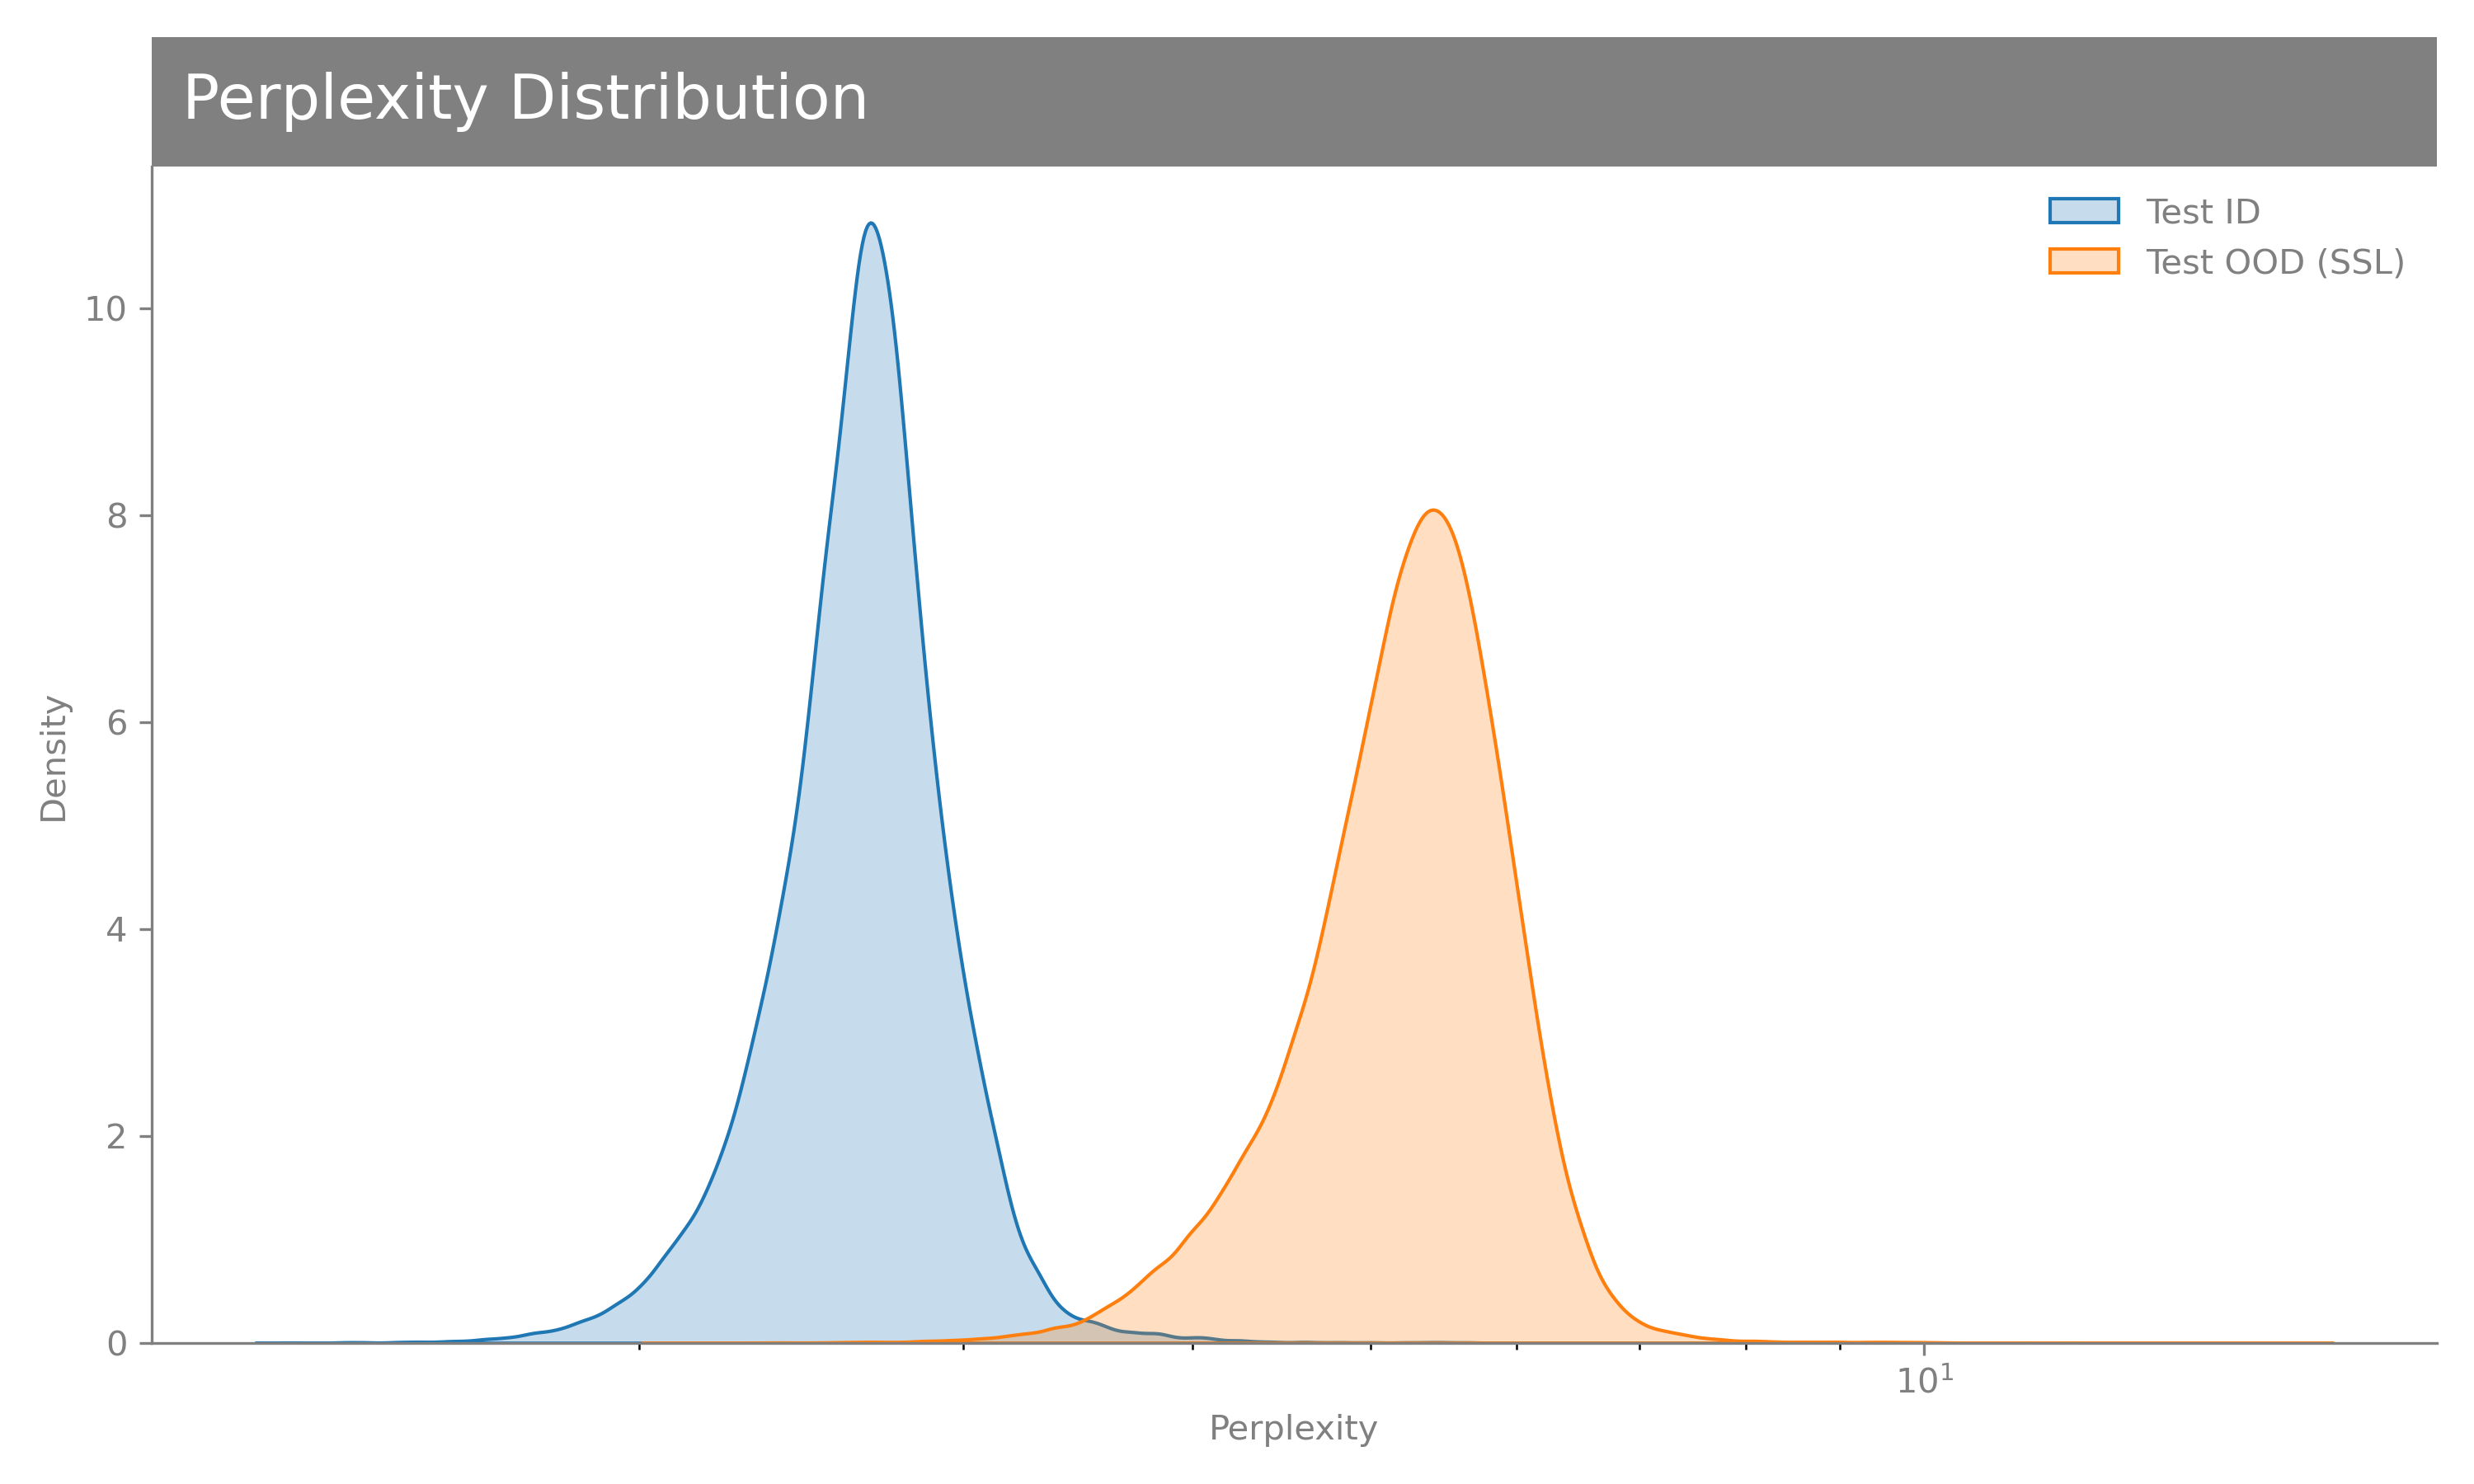 Perplexity Distribution
Test ID
Test OOD (SSL)
10
8
6
4
2
0
Density
10¹
Perplexity